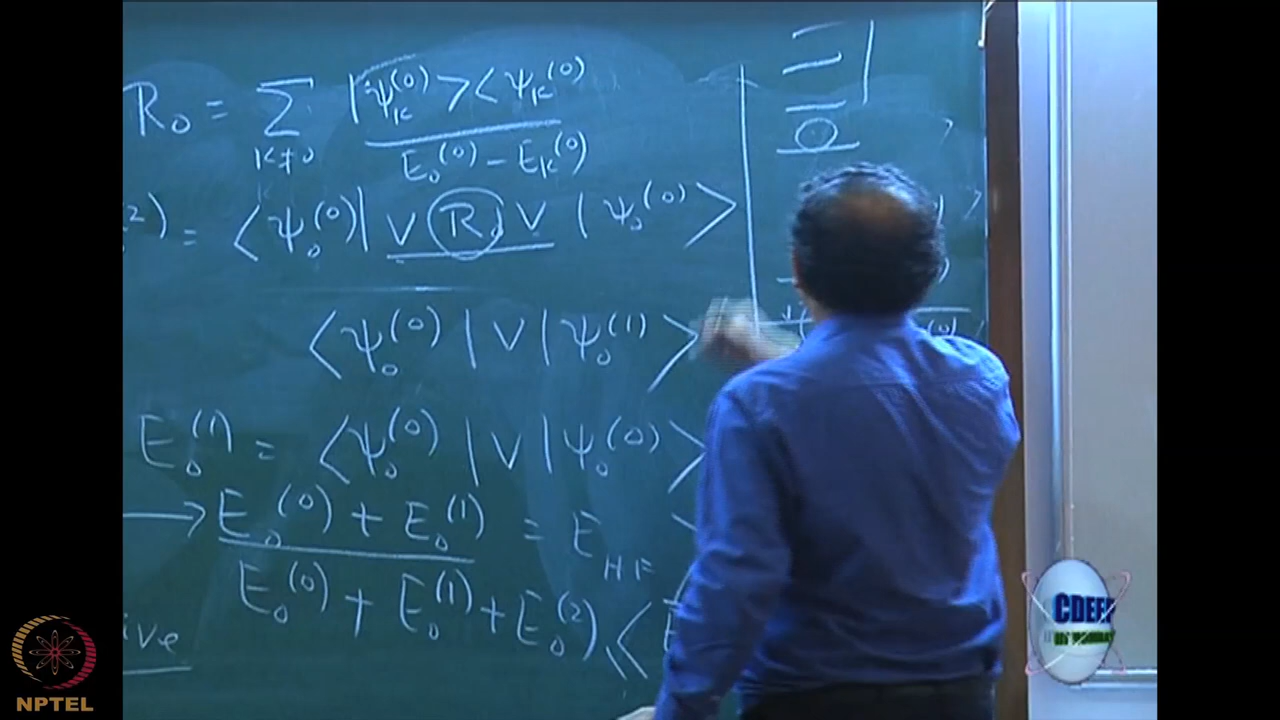 R₀ = Σ_{K≠0} |ψ_K^(0)><ψ_K^(0) / E₀^(0) − E_K^(0)
2) = <ψ₀^(0)| V R₀ V |ψ₀^(0)>
<ψ₀^(0)|V|ψ₀^(1)>
E₀^(1) = <ψ₀^(0)|V|ψ₀^(0)>
→ E₀^(0) + E₀^(1) = E_HF
E₀^(0) + E₀^(1) + E₀^(2) <
ive
NPTEL
CDEEP